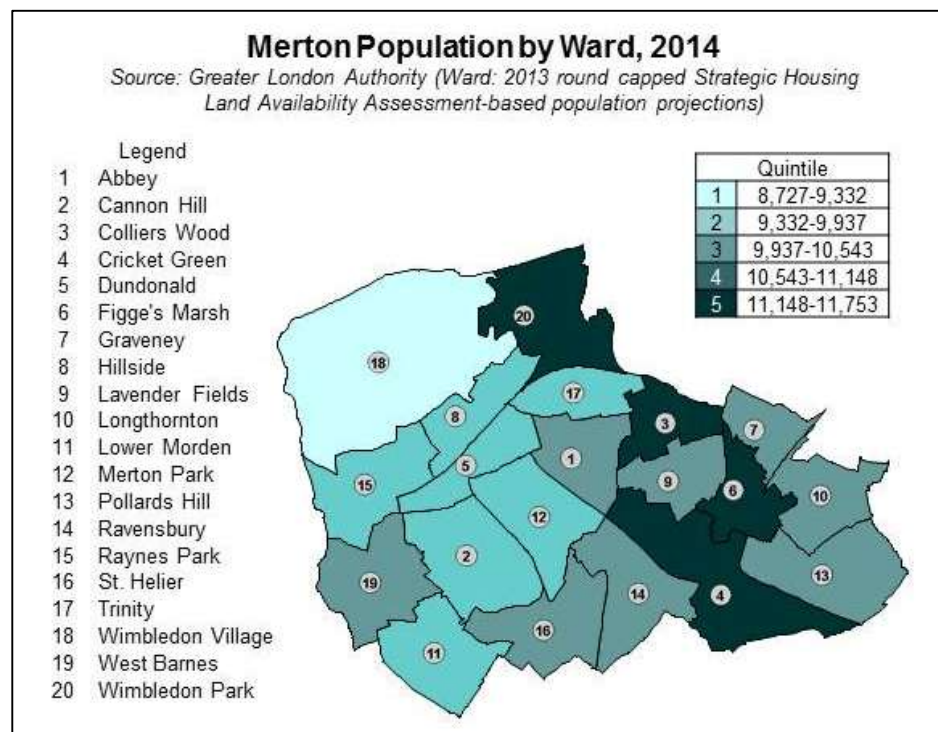 Merton Population by Ward, 2014
Source: Greater London Authority (Ward: 2013 round capped Strategic Housing
Land Availability Assessment-based population projections)
Legend
1 Abbey
2 Cannon Hill
3 Colliers Wood
4 Cricket Green
5 Dundonald
6 Figge's Marsh
7 Graveney
8 Hillside
9 Lavender Fields
10 Longthornton
11 Lower Morden
12 Merton Park
13 Pollards Hill
14 Ravensbury
15 Raynes Park
16 St. Helier
17 Trinity
18 Wimbledon Village
19 West Barnes
20 Wimbledon Park
Quintile
1 8,727-9,332
2 9,332-9,937
3 9,937-10,543
4 10,543-11,148
5 11,148-11,753
20
18
17
8
3
7
5
1
9
15
6
10
12
2
19
13
14
4
16
11